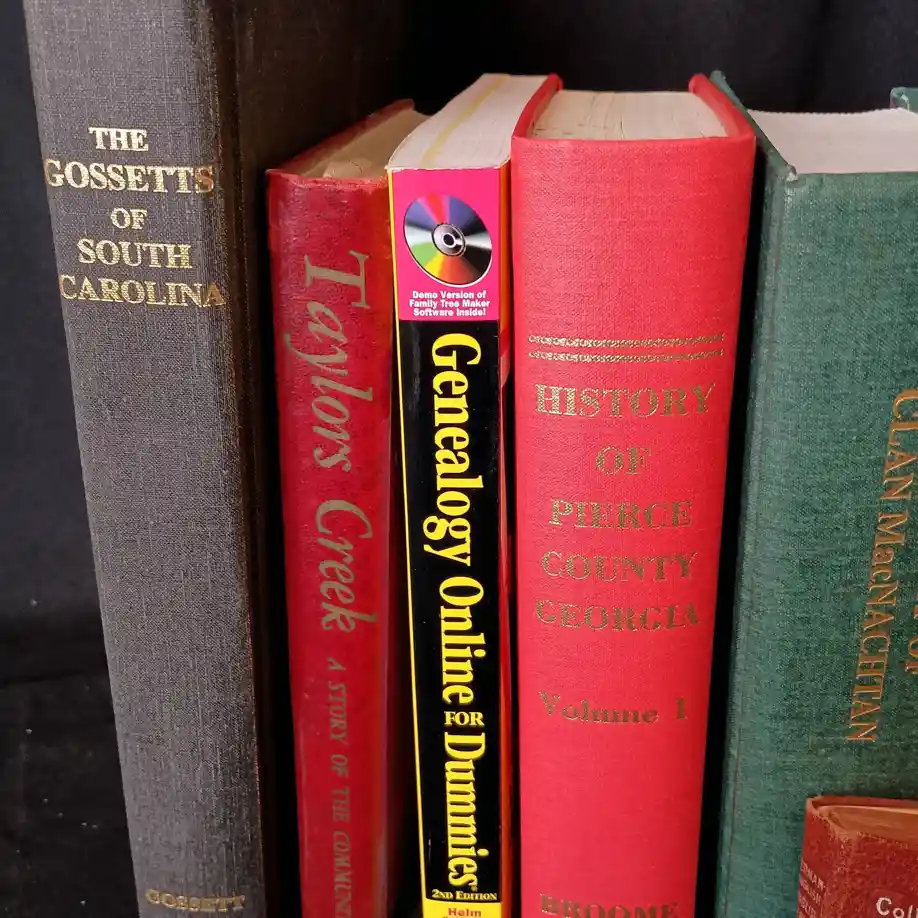 THE
GOSSETTS
OF
SOUTH
CAROLINA
GOSSETT
Taylors Creek A STORY OF THE
Demo Version of
Family Tree Maker
Software Inside!
Genealogy Online FOR Dummies®
2ND EDITION
Helm
HISTORY
OF
PIERCE
COUNTY
GEORGIA
Volume 1
BROOME
CLAN MacNACHTAN